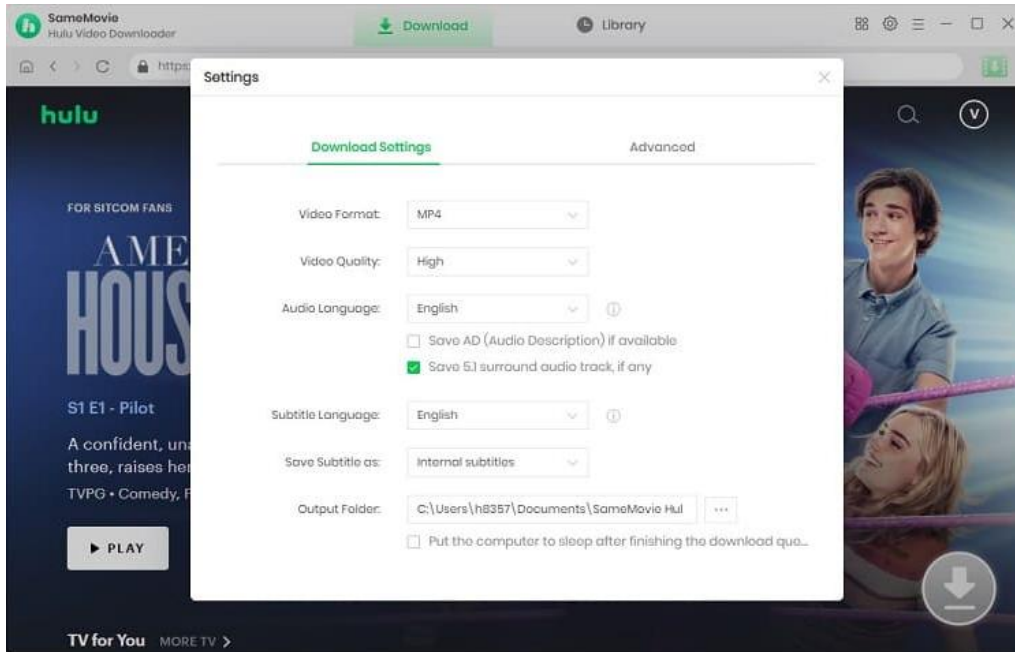 SameMovie
Hulu Video Downloader
Download
Library
https:
Settings
hulu
V
Download Settings
Advanced
FOR SITCOM FANS
AME
HOUS
Video Format:
MP4
Video Quality:
High
Audio Language:
English
Save AD (Audio Description) if available
Save 5.1 surround audio track, if any
S1 E1 - Pilot
Subtitle Language:
English
A confident, una
three, raises her
Save Subtitle as:
Internal subtitles
TVPG • Comedy, F
Output Folder:
C:\Users\h8357\Documents\SameMovie Hul
...
PLAY
Put the computer to sleep after finishing the download que...
TV for You MORE TV >